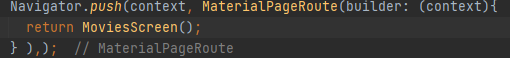 Navigator.push(context, MaterialPageRoute(builder: (context){
return MoviesScreen();
} ),); // MaterialPageRoute